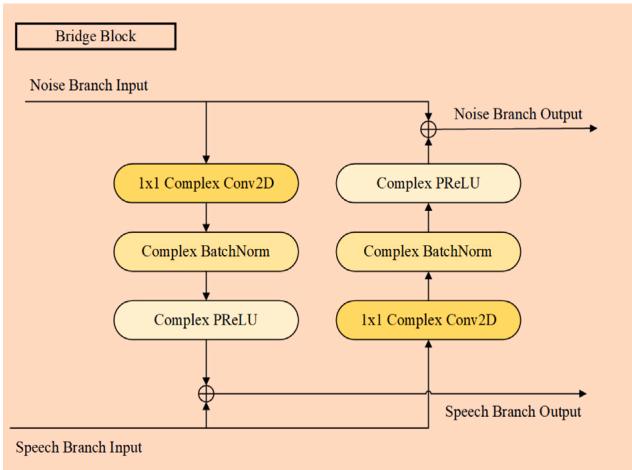 Bridge Block
Noise Branch Input
Noise Branch Output
1x1 Complex Conv2D
Complex PReLU
Complex BatchNorm
Complex BatchNorm
Complex PReLU
1x1 Complex Conv2D
Speech Branch Output
Speech Branch Input